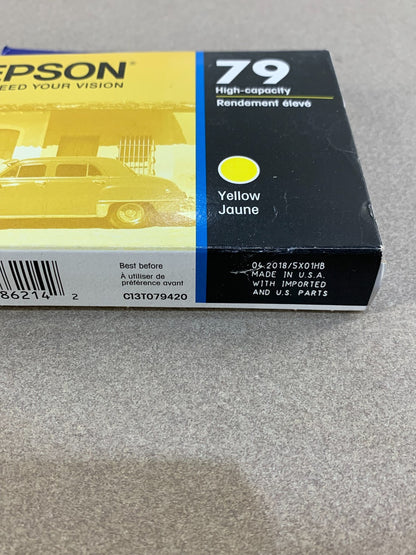 EPSON
EED YOUR VISION
79
High-capacity
Rendement élevé
Yellow
Jaune
Best before
À utiliser de
préférence avant
86214 2
C13T079420
04.2018/SX01HB
MADE IN U.S.A.
WITH IMPORTED
AND U.S. PARTS